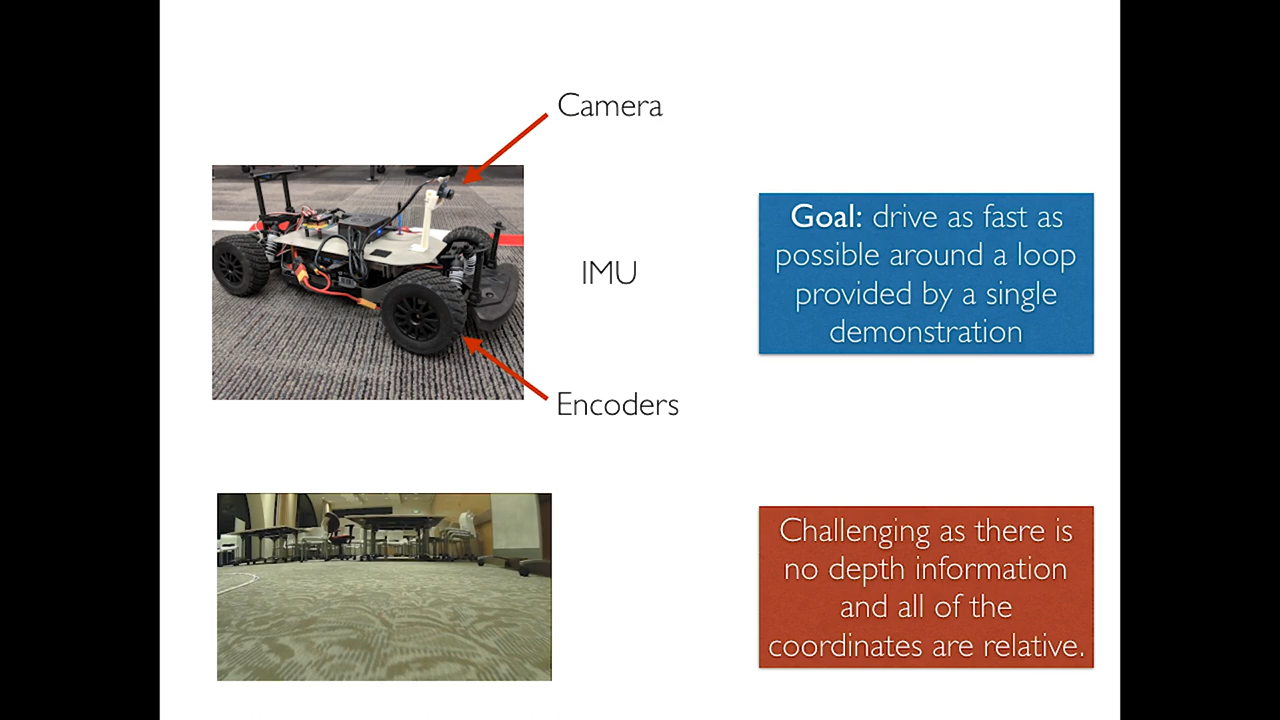 Camera
IMU
Encoders
Goal: drive as fast as
possible around a loop
provided by a single
demonstration
Challenging as there is
no depth information
and all of the
coordinates are relative.